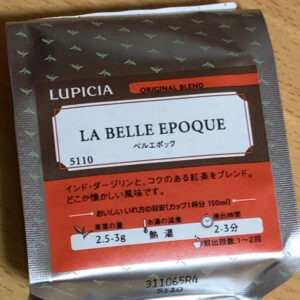 LUPICIA
ORIGINAL BLEND
LA BELLE EPOQUE
ベルエポック
5110
インド・ダージリンと、コクのある紅茶をブレンド。
どこか懐かしい風味です。
おいしいいれ方の目安(カップ1杯分 150ml)
茶葉の量 お湯の温度 浸出時間
2.5-3g 熱湯 2-3分
抽出回数:1~2回
311065RA
5110